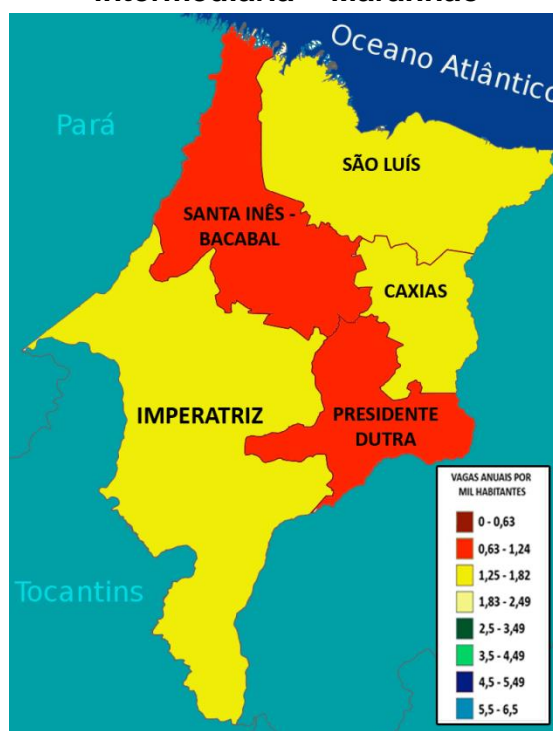 Intermediária – Maranhão
Oceano Atlântico
Pará
SÃO LUÍS
SANTA INÊS -
BACABAL
CAXIAS
IMPERATRIZ
PRESIDENTE
DUTRA
Tocantins
VAGAS ANUAIS POR
MIL HABITANTES
0 - 0,63
0,63 - 1,24
1,25 - 1,82
1,83 - 2,49
2,5 - 3,49
3,5 - 4,49
4,5 - 5,49
5,5 - 6,5